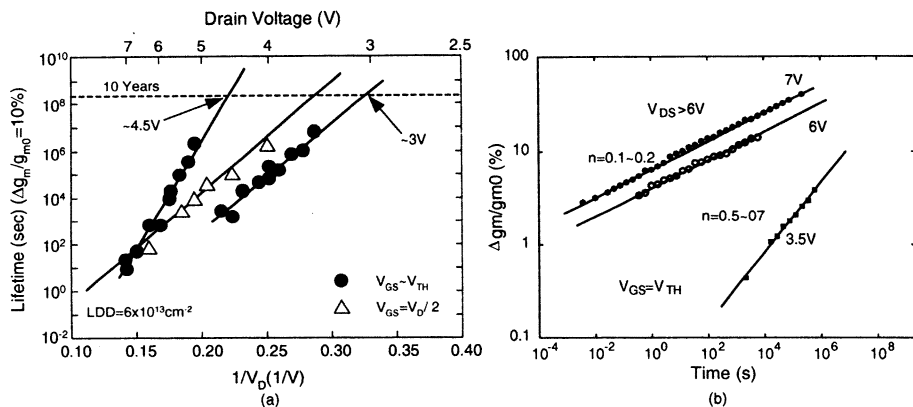 Drain Voltage (V)
(a)
7 6 5 4 3 2.5
Lifetime (sec) (Δgm/gm0=10%)
10^10
10^8
10^6
10^4
10^2
10^0
10^-2
10 Years
~4.5V
~3V
VGS~VTH
VGS=VD/2
LDD=6x10^13cm^-2
0.10 0.15 0.20 0.25 0.30 0.35 0.40
1/VD(1/V)
(a)
(b)
Δgm/gm0 (%)
100
10
1
0.1
7V
VDS>6V
6V
n=0.1~0.2
n=0.5~07
3.5V
VGS=VTH
10^-4 10^-2 10^0 10^2 10^4 10^6 10^8
Time (s)
(b)